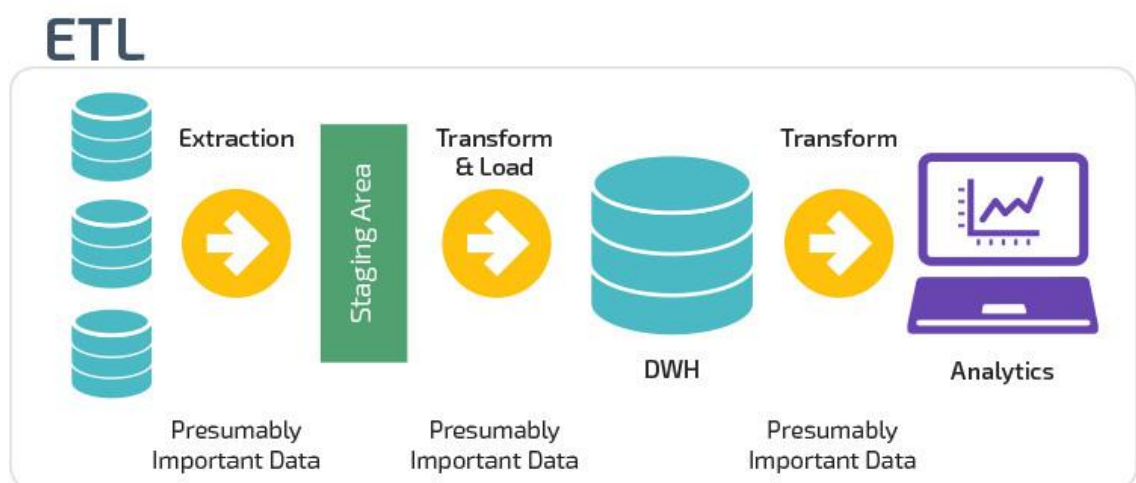 ETL
Extraction
Staging Area
Transform
& Load
Transform
DWH
Analytics
Presumably
Important Data
Presumably
Important Data
Presumably
Important Data